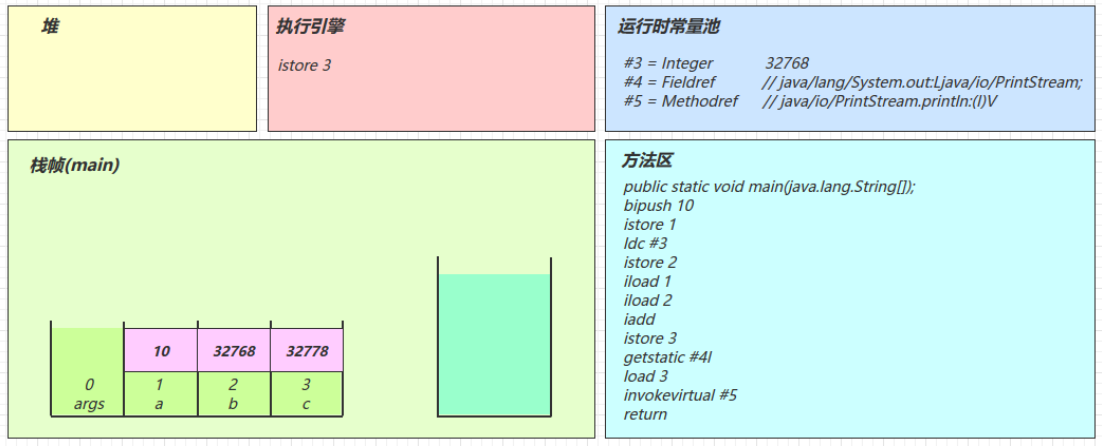 堆
执行引擎
istore 3
运行时常量池
#3 = Integer 32768
#4 = Fieldref // java/lang/System.out:Ljava/io/PrintStream;
#5 = Methodref // java/io/PrintStream.println:(I)V
栈帧(main)
10 32768 32778
0 1 2 3
args a b c
方法区
public static void main(java.lang.String[]);
bipush 10
istore 1
ldc #3
istore 2
iload 1
iload 2
iadd
istore 3
getstatic #4I
load 3
invokevirtual #5
return